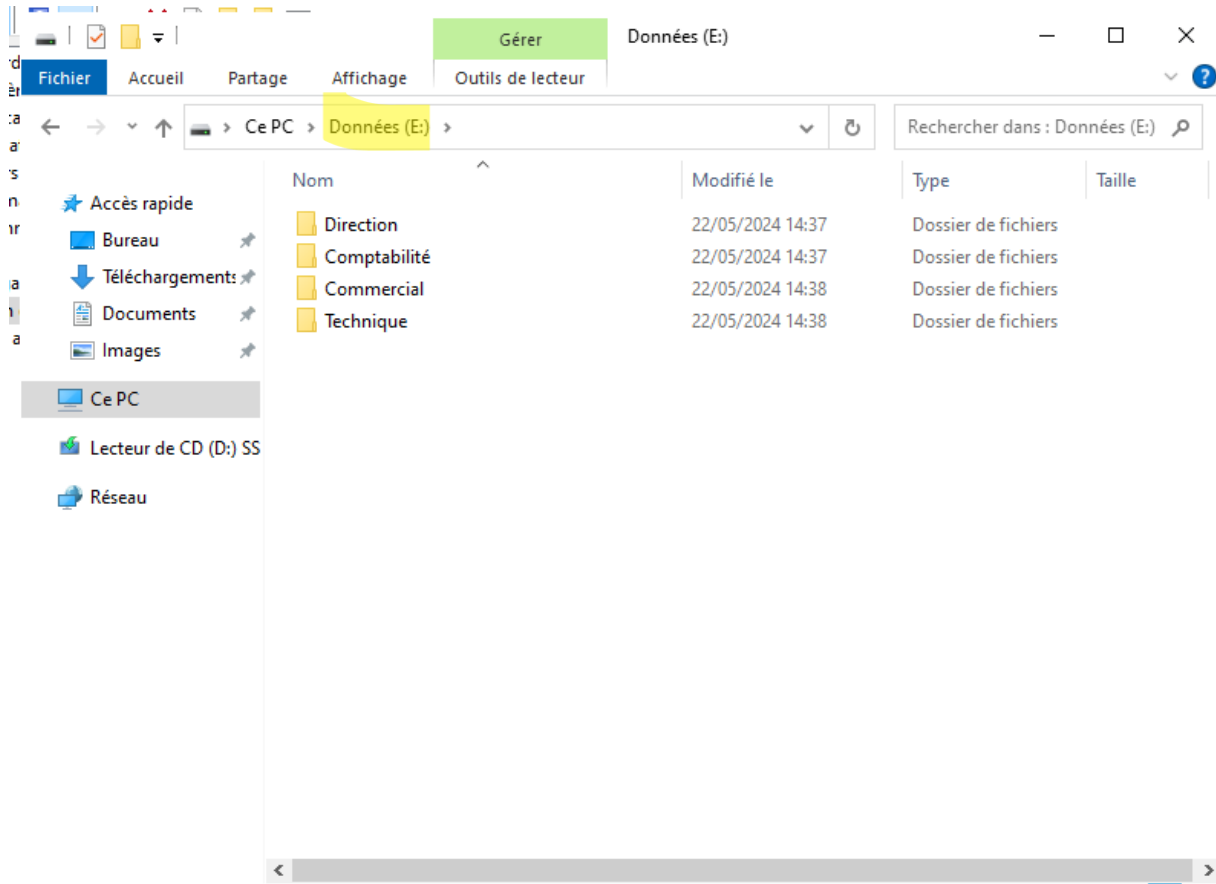 Gérer
Données (E:)
Fichier
Accueil
Partage
Affichage
Outils de lecteur
?
Ce PC > Données (E:) >
Rechercher dans : Données (E:)
Nom
Modifié le
Type
Taille
Accès rapide
Bureau
Téléchargements
Documents
Images
Ce PC
Lecteur de CD (D:) SS
Réseau
Direction 22/05/2024 14:37 Dossier de fichiers
Comptabilité 22/05/2024 14:37 Dossier de fichiers
Commercial 22/05/2024 14:38 Dossier de fichiers
Technique 22/05/2024 14:38 Dossier de fichiers